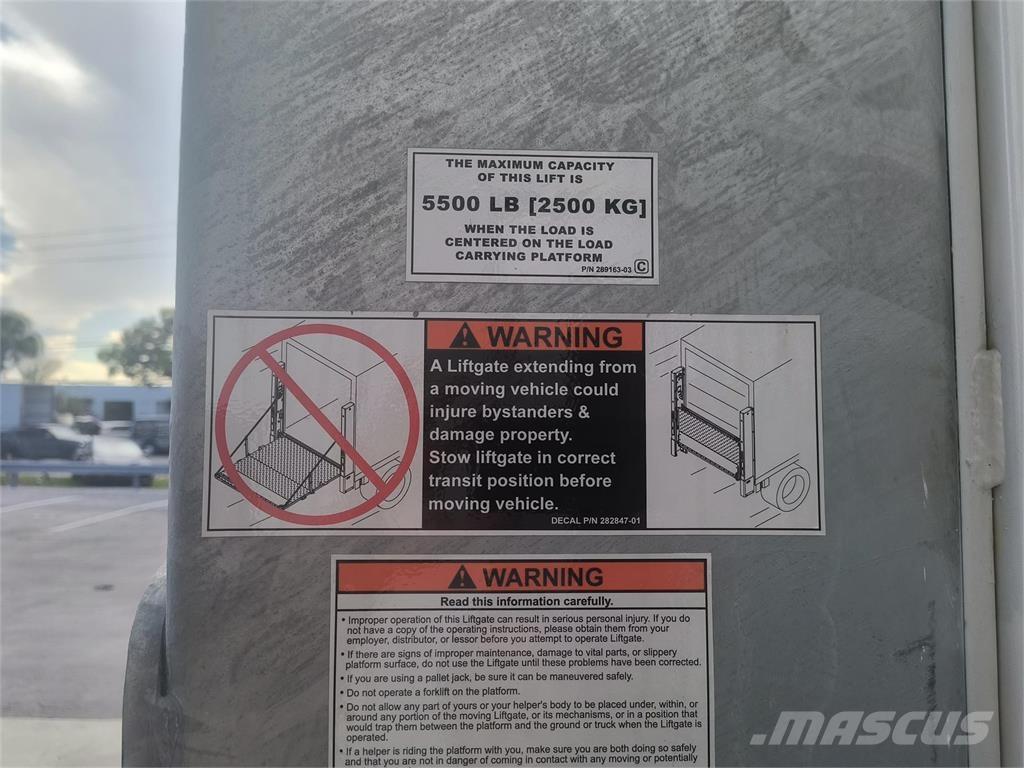 THE MAXIMUM CAPACITY
OF THIS LIFT IS
5500 LB [2500 KG]
WHEN THE LOAD IS
CENTERED ON THE LOAD
CARRYING PLATFORM
P/N 289163-03 C
WARNING
A Liftgate extending from
a moving vehicle could
injure bystanders &
damage property.
Stow liftgate in correct
transit position before
moving vehicle.
DECAL P/N 282847-01
WARNING
Read this information carefully.
• Improper operation of this Liftgate can result in serious personal injury. If you do
not have a copy of the operating instructions, please obtain them from your
employer, distributor, or lessor before you attempt to operate Liftgate.
• If there are signs of improper maintenance, damage to vital parts, or slippery
platform surface, do not use the Liftgate until these problems have been corrected.
• If you are using a pallet jack, be sure it can be maneuvered safely.
• Do not operate a forklift on the platform.
• Do not allow any part of yours or your helper's body to be placed under, within, or
around any portion of the moving Liftgate, or its mechanisms, or in a position that
would trap them between the platform and the ground or truck when the Liftgate is
operated.
• If a helper is riding the platform with you, make sure you are both doing so safely
and that you are not in danger of coming in contact with any moving or potentially
MASCUS